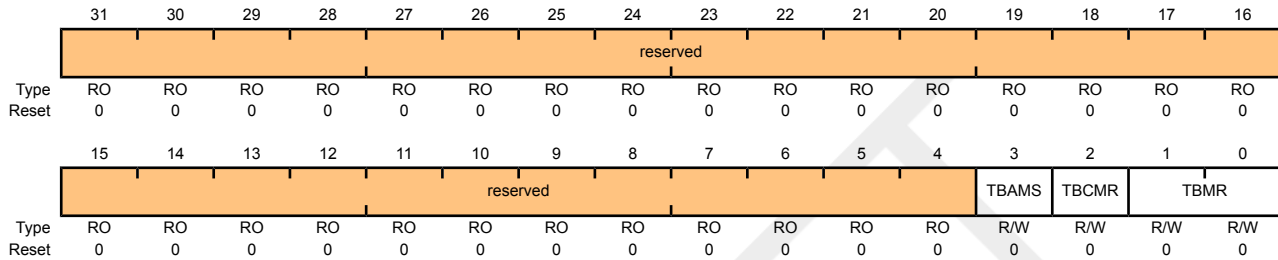 31 30 29 28 27 26 25 24 23 22 21 20 19 18 17 16
reserved
Type RO RO RO RO RO RO RO RO RO RO RO RO RO RO RO RO
Reset 0 0 0 0 0 0 0 0 0 0 0 0 0 0 0 0
15 14 13 12 11 10 9 8 7 6 5 4 3 2 1 0
reserved TBAMS TBCMR TBMR
Type RO RO RO RO RO RO RO RO RO RO RO RO R/W R/W R/W R/W
Reset 0 0 0 0 0 0 0 0 0 0 0 0 0 0 0 0